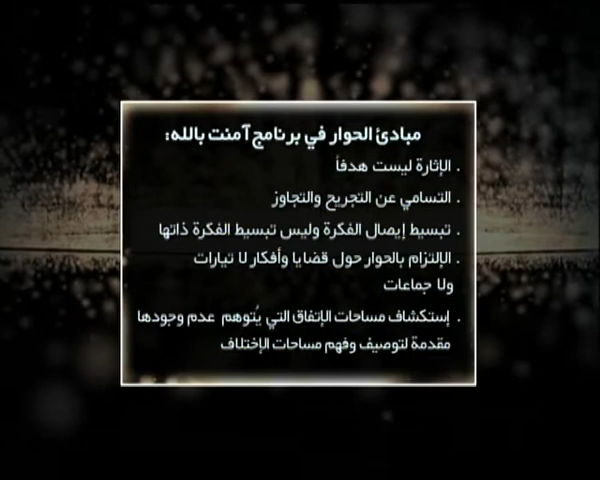 مبادئ الحوار في برنامج آمنت بالله:
. الإثارة ليست هدفاً
. التسامي عن التجريح والتجاوز
. تبسيط إيصال الفكرة وليس تبسيط الفكرة ذاتها
. الإلتزام بالحوار حول قضايا وأفكار لا تيارات
ولا جماعات
. إستكشاف مساحات الإتفاق التي يُتوهم عدم وجودها
مقدمة لتوصيف وفهم مساحات الإختلاف